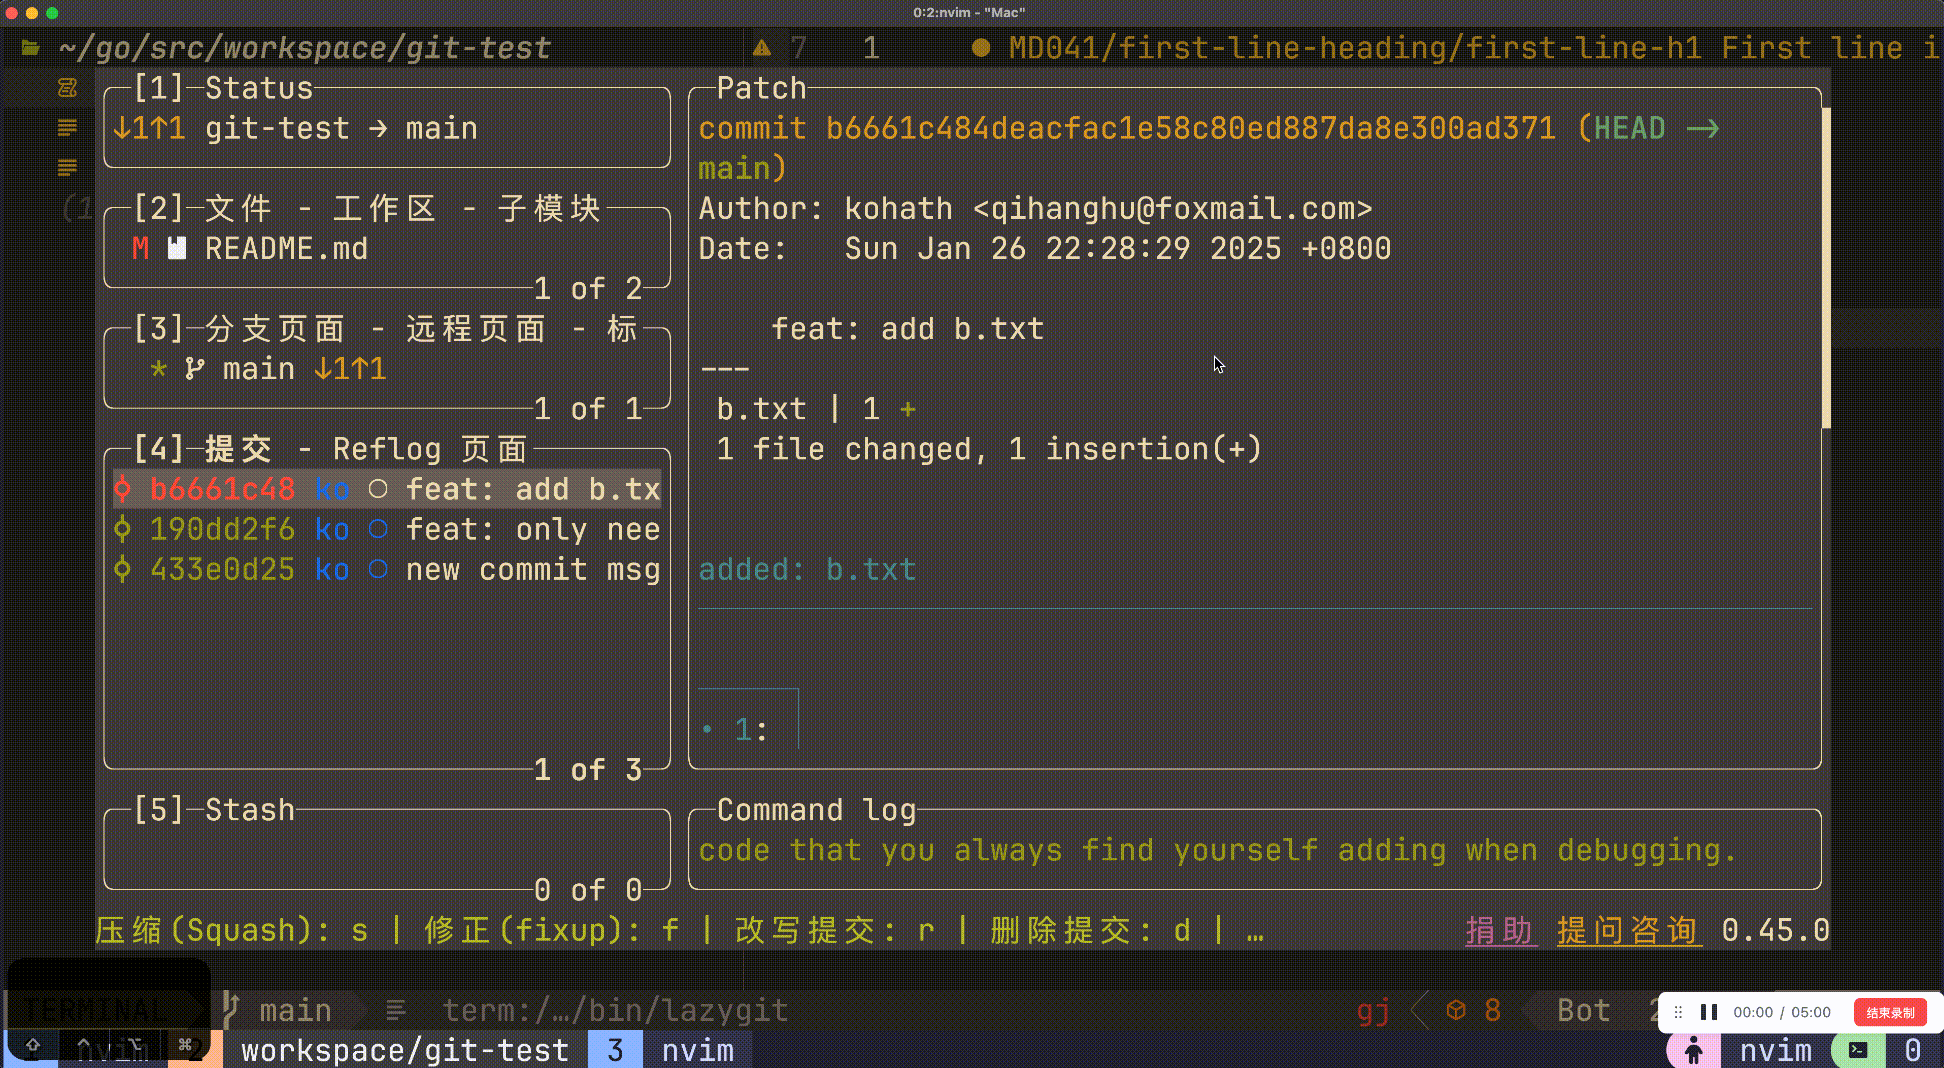 0:2:nvim - "Mac"
~/go/src/workspace/git-test
7 1 MD041/first-line-heading/first-line-h1 First line i
[1]─Status
↓1↑1 git-test → main
[2]─文件 - 工作区 - 子模块
M README.md
1 of 2
[3]─分支页面 - 远程页面 - 标
* main ↓1↑1
1 of 1
[4]─提交 - Reflog 页面
b6661c48 ko ○ feat: add b.tx
190dd2f6 ko ○ feat: only nee
433e0d25 ko ○ new commit msg
1 of 3
[5]─Stash
0 of 0
Patch
commit b6661c484deacfac1e58c80ed887da8e300ad371 (HEAD ->
main)
Author: kohath <qihanghu@foxmail.com>
Date: Sun Jan 26 22:28:29 2025 +0800
feat: add b.txt
---
b.txt | 1 +
1 file changed, 1 insertion(+)
added: b.txt
• 1:
Command log
code that you always find yourself adding when debugging.
压缩(Squash): s | 修正(fixup): f | 改写提交: r | 删除提交: d | …
捐助 提问咨询 0.45.0
TERMINAL main term:/…/bin/lazygit gj 8 Bot 2
00:00 / 05:00 结束录制
nvim 2 workspace/git-test 3 nvim
nvim 0